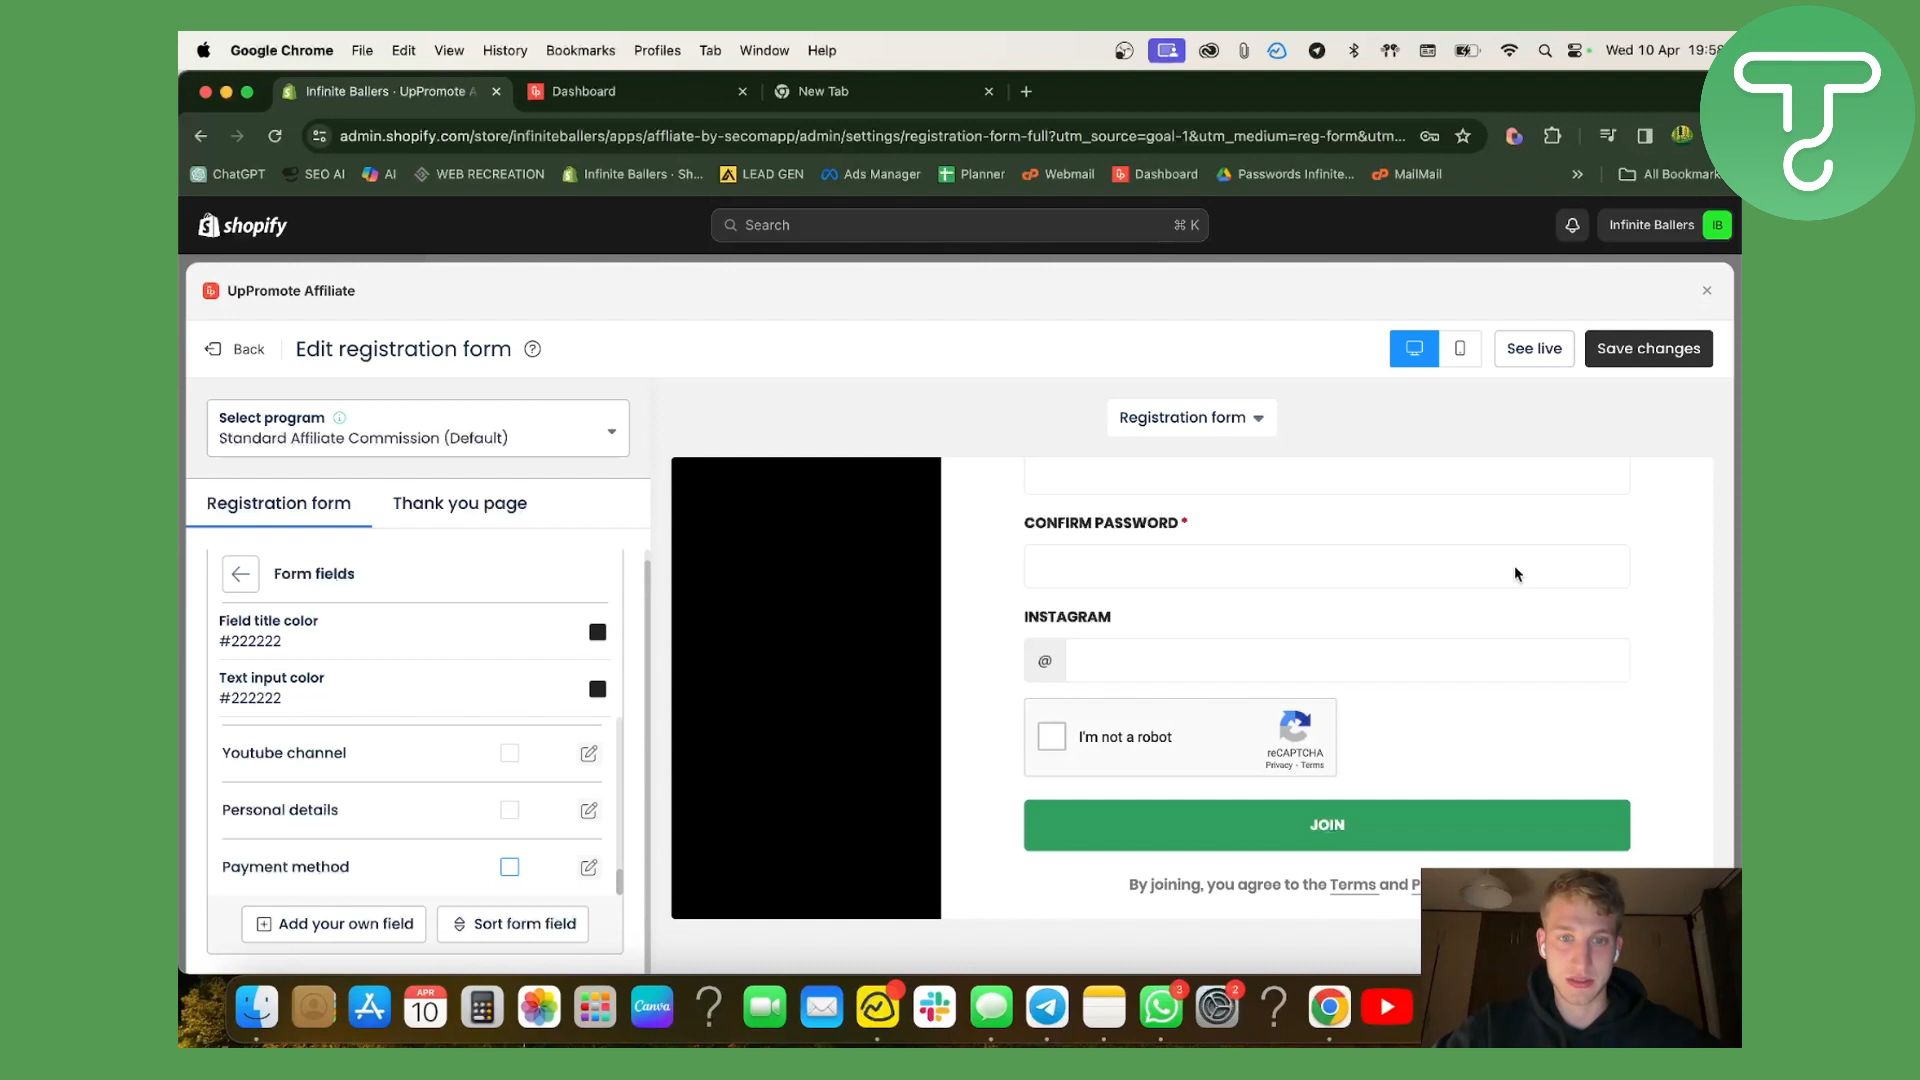 Google Chrome File Edit View History Bookmarks Profiles Tab Window Help
Wed 10 Apr 19:58
Infinite Ballers · UpPromote A
Dashboard
New Tab
admin.shopify.com/store/infiniteballers/apps/affliate-by-secomapp/admin/settings/registration-form-full?utm_source=goal-1&utm_medium=reg-form&utm...
ChatGPT SEO AI AI WEB RECREATION Infinite Ballers · Sh... LEAD GEN Ads Manager Planner Webmail Dashboard Passwords Infinite... MailMail » All Bookmark
shopify
Search
⌘ K
Infinite Ballers
IB
UpPromote Affiliate
Back
Edit registration form
See live
Save changes
Select program
Standard Affiliate Commission (Default)
Registration form
Thank you page
Form fields
Field title color
#222222
Text input color
#222222
Youtube channel
Personal details
Payment method
Add your own field
Sort form field
Registration form
CONFIRM PASSWORD *
INSTAGRAM
@
I'm not a robot
reCAPTCHA
Privacy - Terms
JOIN
By joining, you agree to the Terms and P
APR
10
Canva
3
2